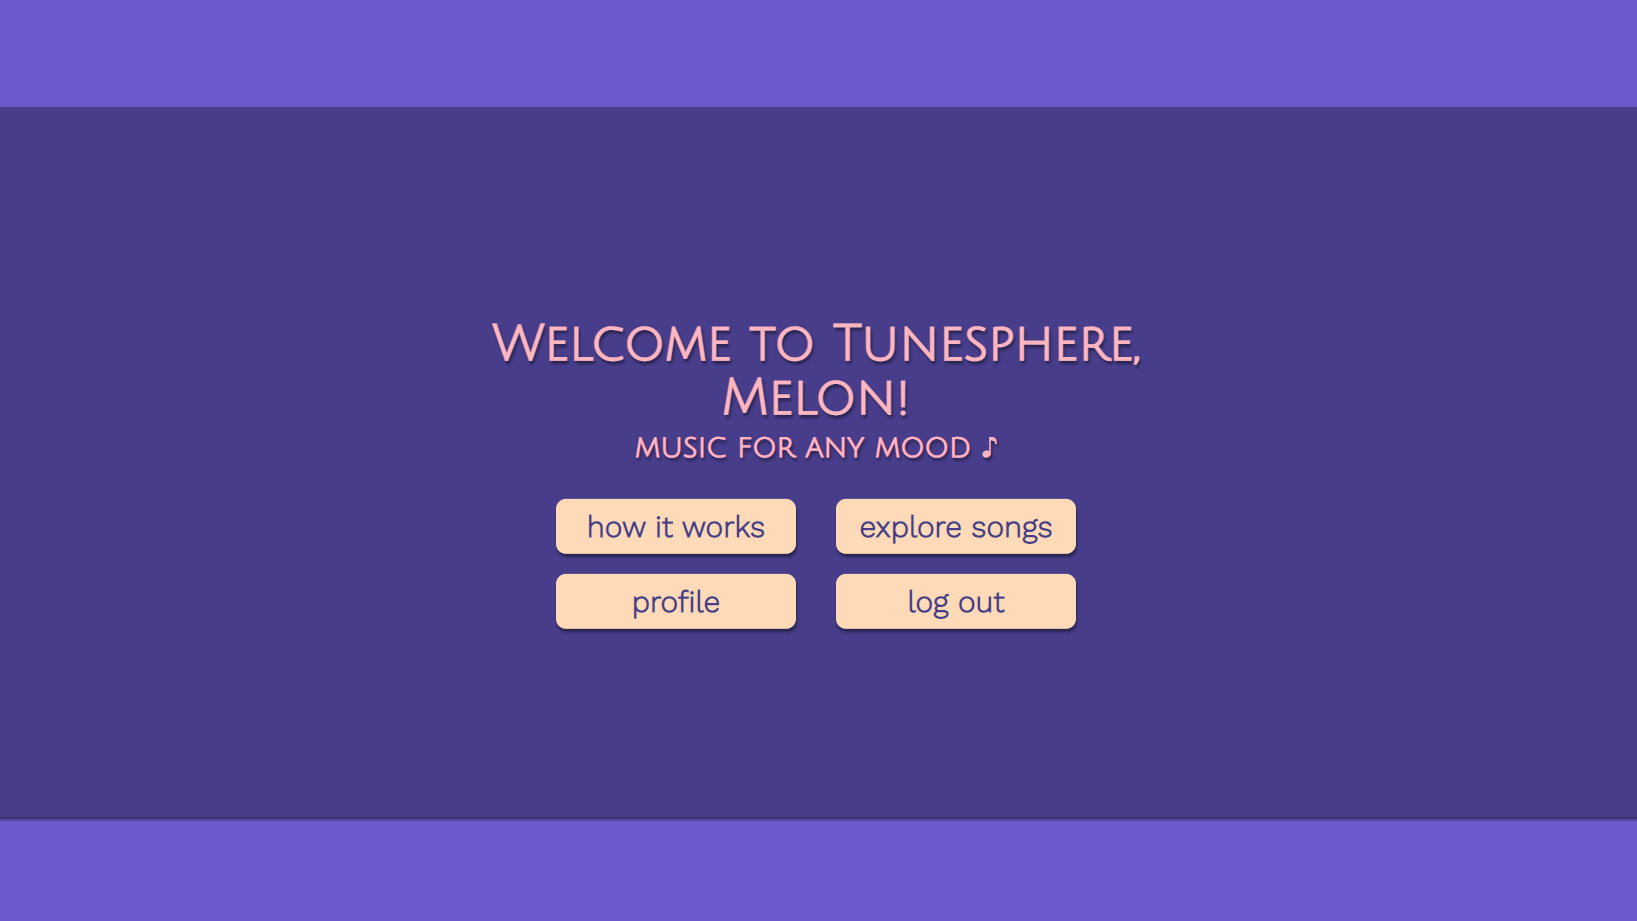 Welcome to Tunesphere,
Melon!
music for any mood ♪
how it works
explore songs
profile
log out